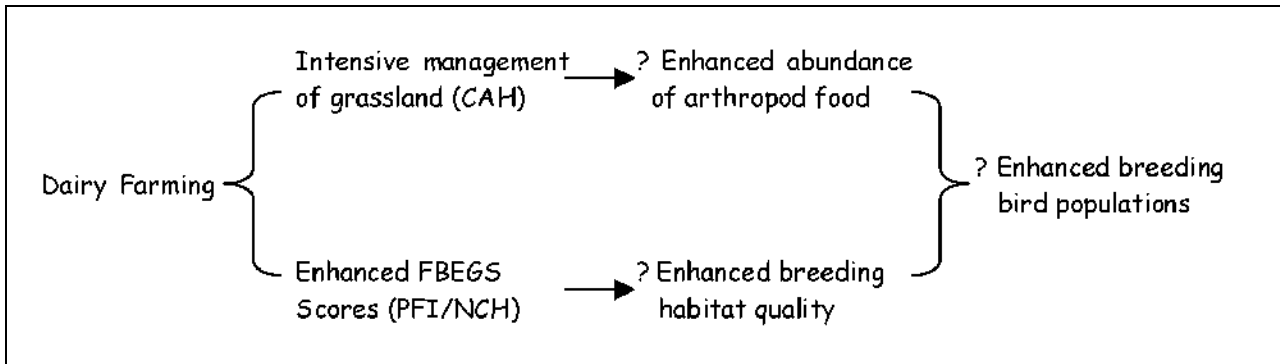 Intensive management
of grassland (CAH)
? Enhanced abundance
of arthropod food
Dairy Farming
? Enhanced breeding
bird populations
Enhanced FBEGS
Scores (PFI/NCH)
? Enhanced breeding
habitat quality